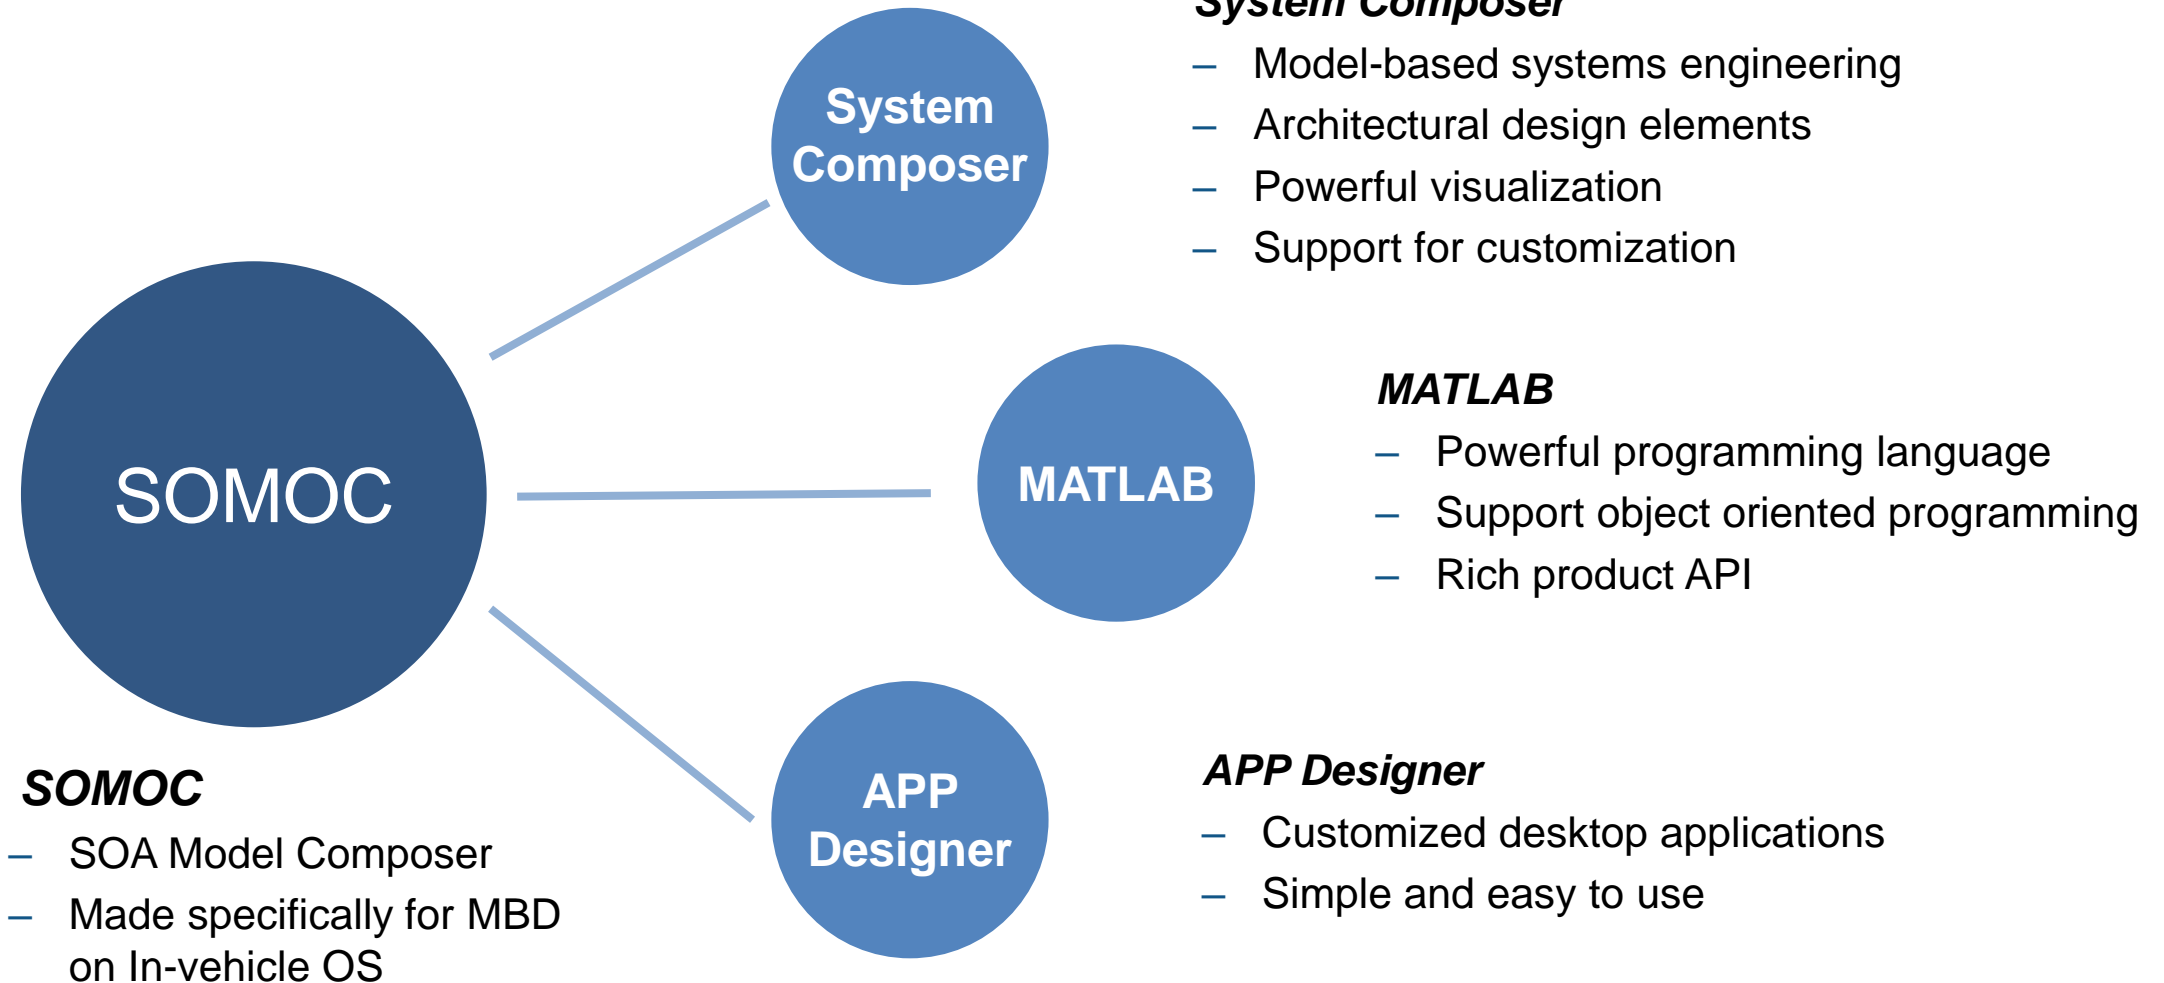 System Composer
– Model-based systems engineering
– Architectural design elements
– Powerful visualization
– Support for customization
System
Composer
SOMOC
MATLAB
MATLAB
– Powerful programming language
– Support object oriented programming
– Rich product API
SOMOC
– SOA Model Composer
– Made specifically for MBD
on In-vehicle OS
APP
Designer
APP Designer
– Customized desktop applications
– Simple and easy to use